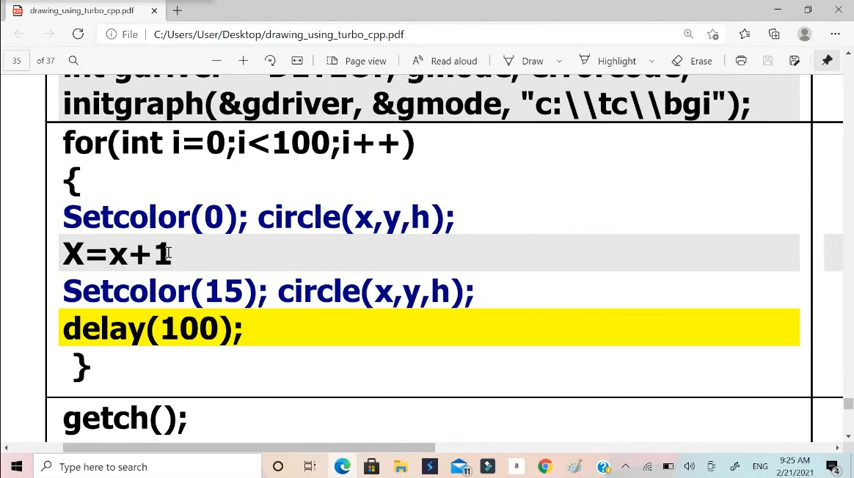 drawing_using_turbo_cpp.pdf
File | C:/Users/User/Desktop/drawing_using_turbo_cpp.pdf
35 of 37 Page view Read aloud Draw Highlight Erase
initgraph(&gdriver, &gmode, "c:\\tc\\bgi");
for(int i=0;i<100;i++)
{
Setcolor(0); circle(x,y,h);
X=x+1
Setcolor(15); circle(x,y,h);
delay(100);
}
getch();
Type here to search
ENG
9:25 AM
2/21/2021